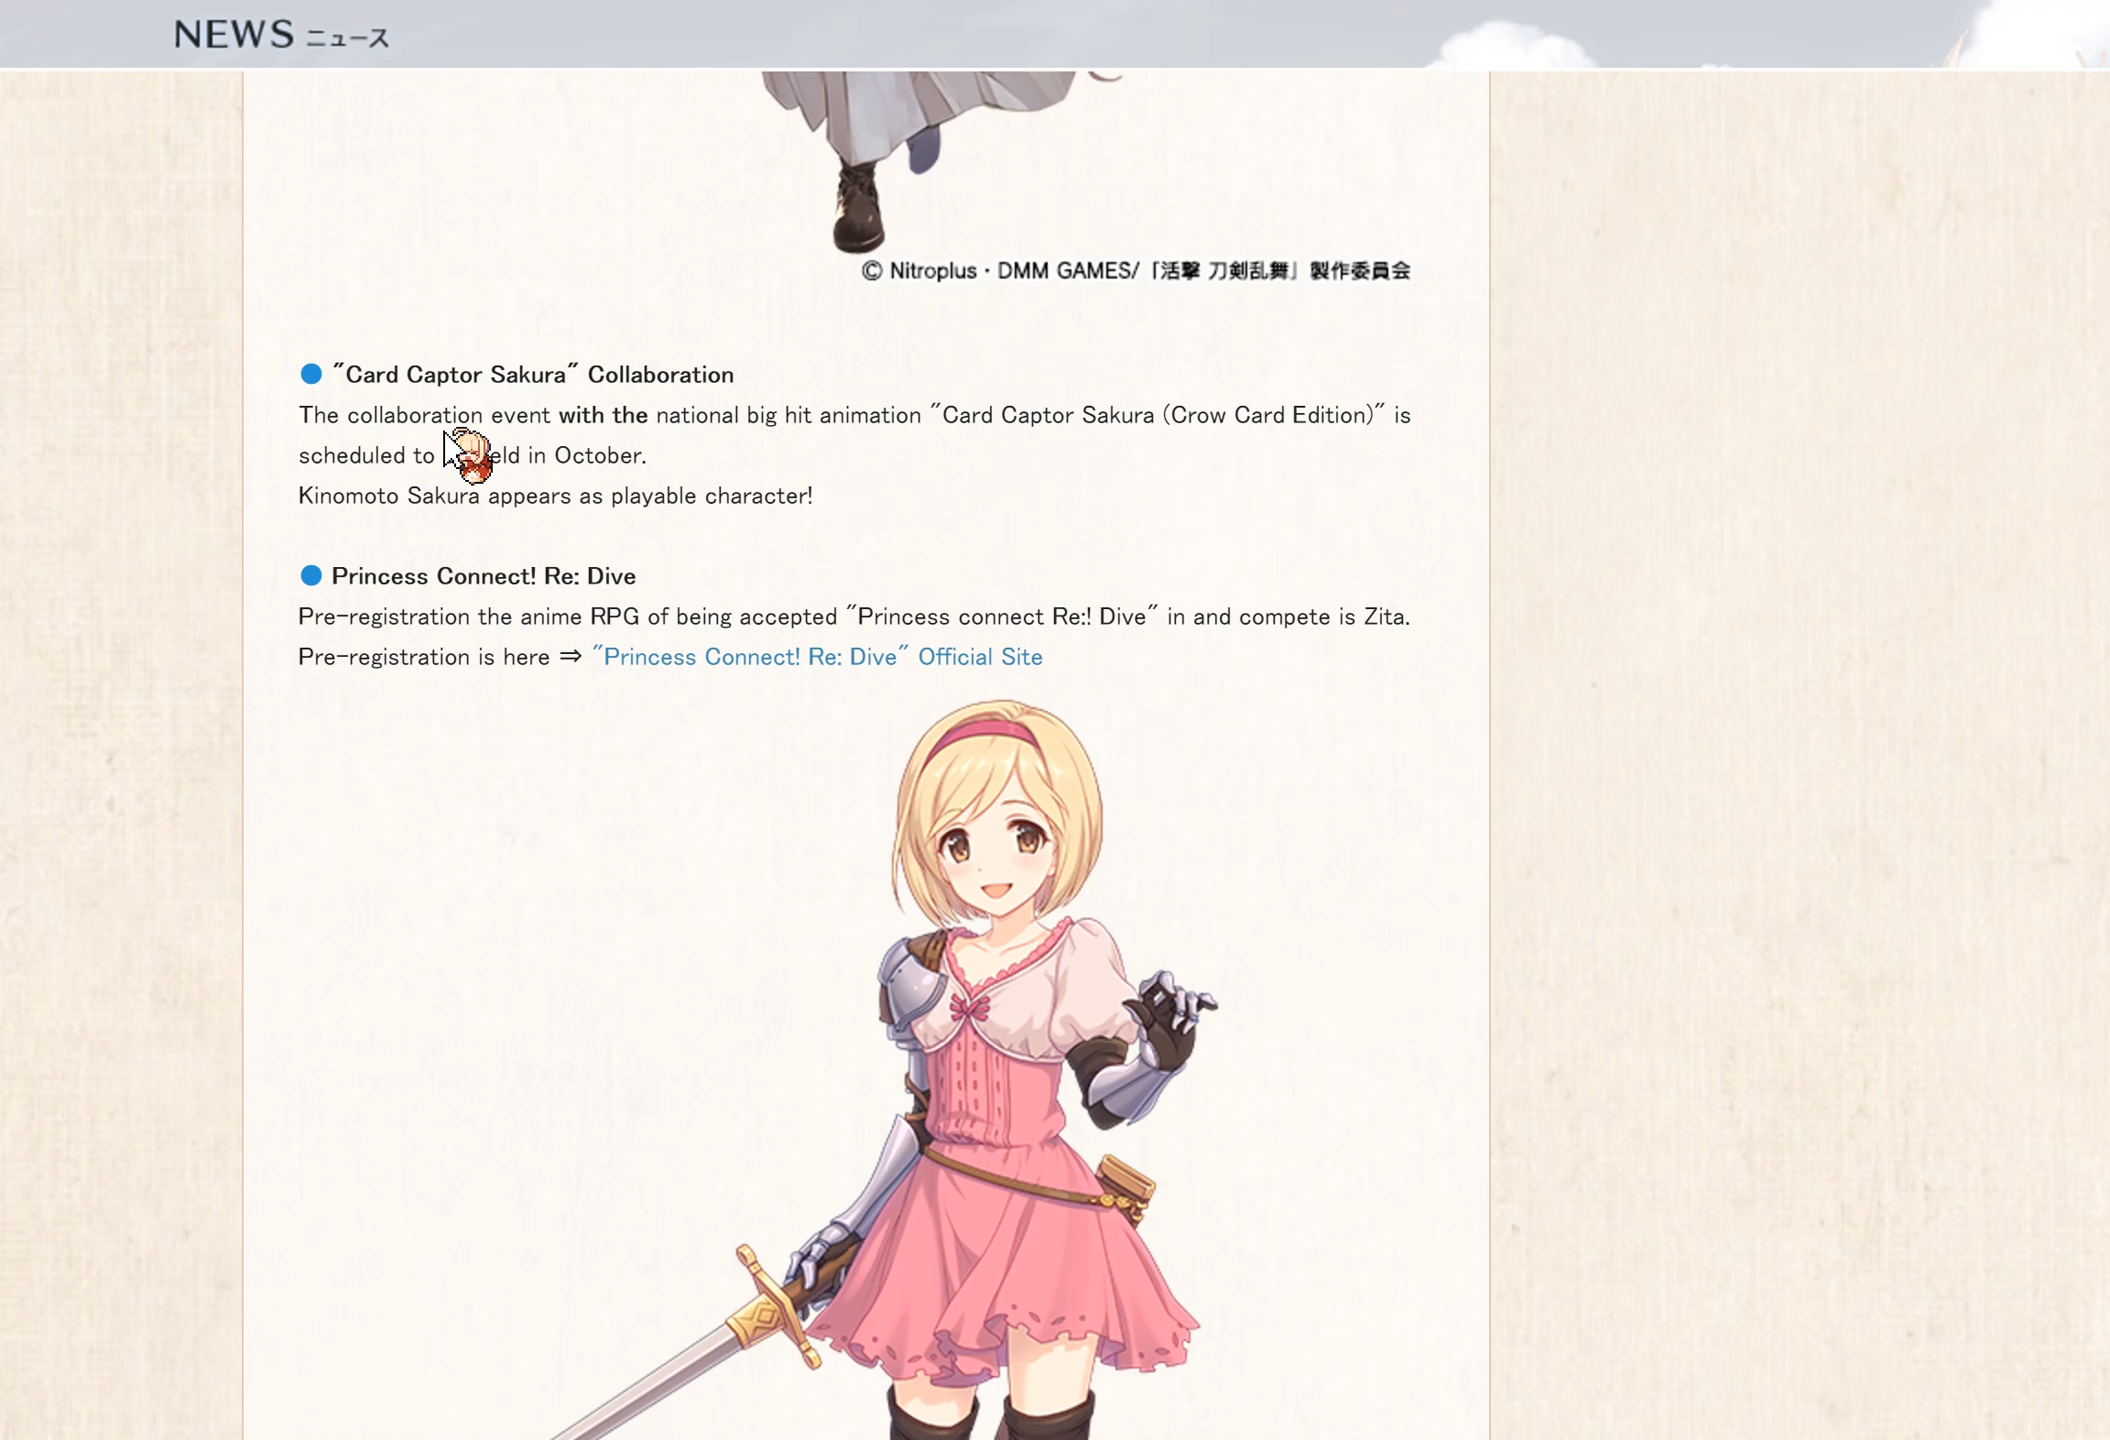 NEWS ニュース
© Nitroplus・DMM GAMES/「活撃 刀剣乱舞」製作委員会
● "Card Captor Sakura" Collaboration
The collaboration event with the national big hit animation "Card Captor Sakura (Crow Card Edition)" is
scheduled to in October.
Kinomoto Sakura appears as playable character!
● Princess Connect! Re: Dive
Pre-registration the anime RPG of being accepted "Princess connect Re:! Dive" in and compete is Zita.
Pre-registration is here ⇒ "Princess Connect! Re: Dive" Official Site